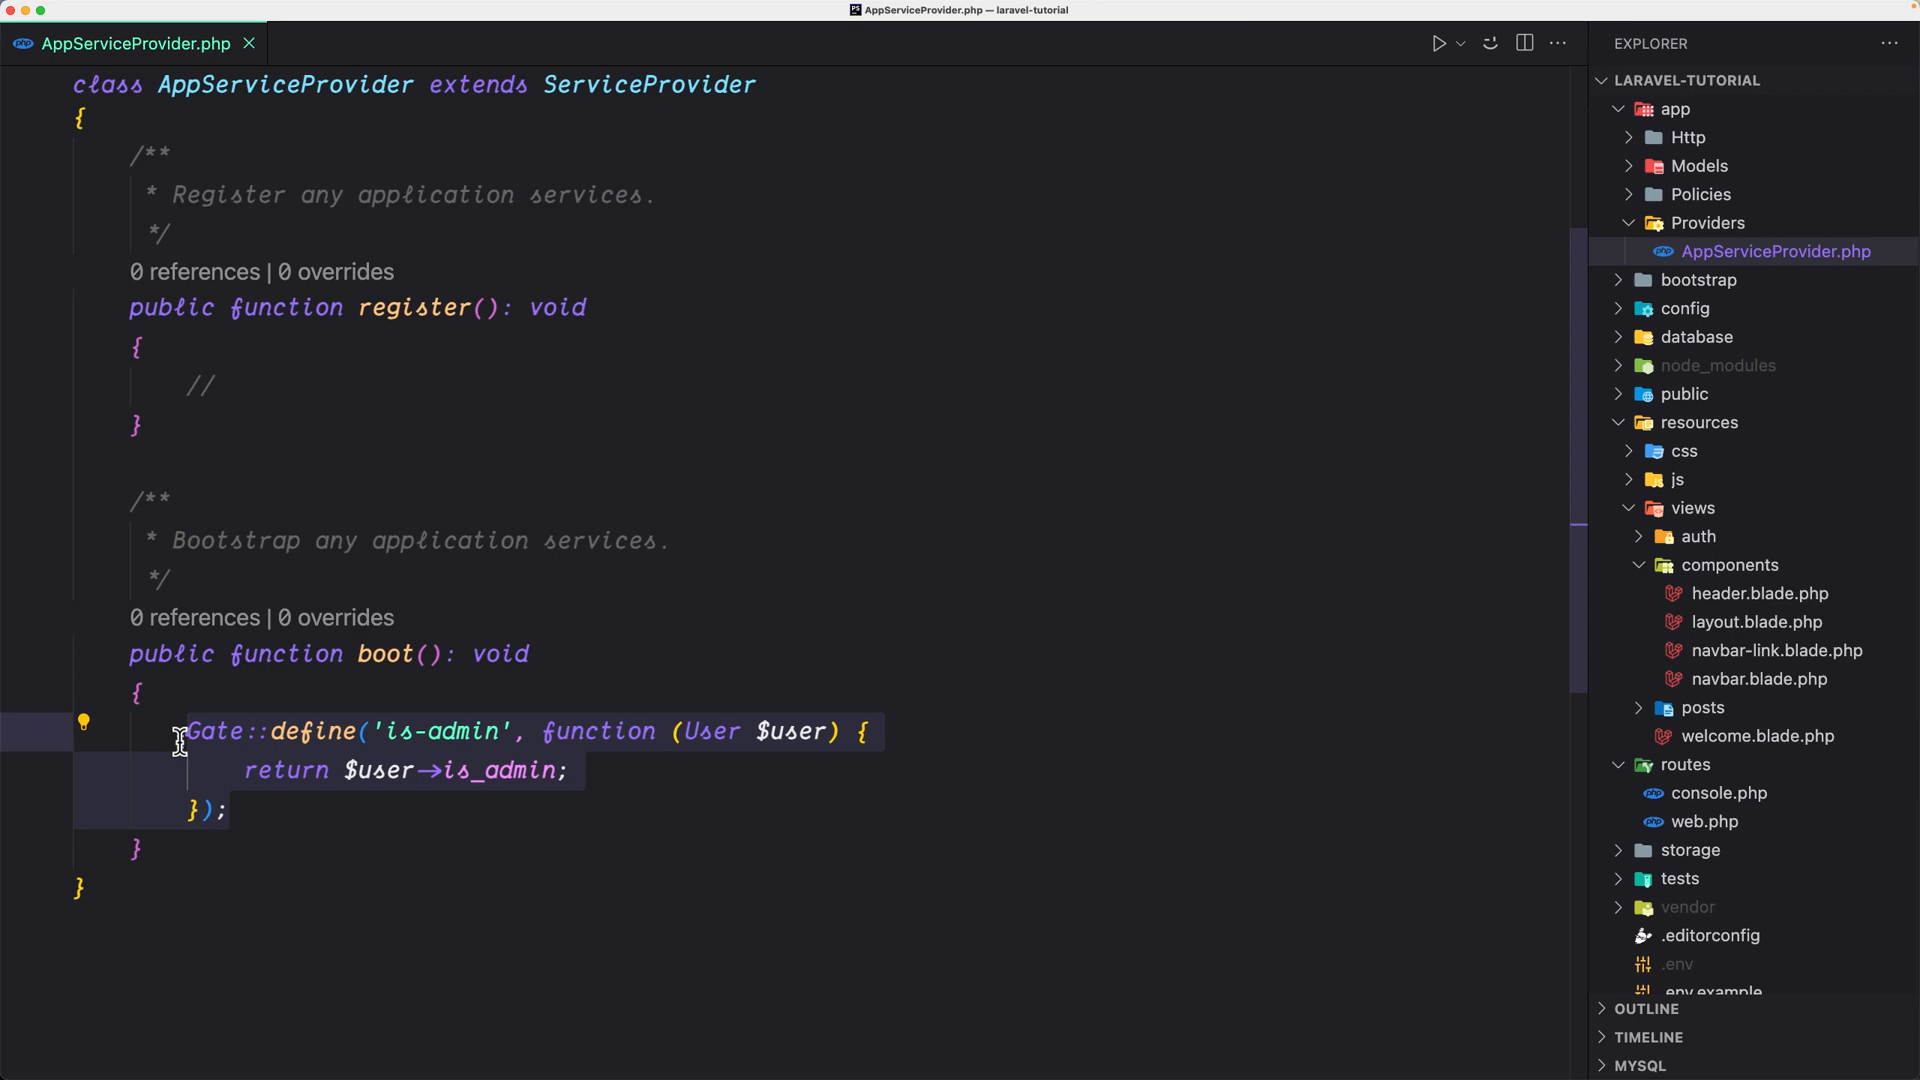 AppServiceProvider.php — laravel-tutorial
AppServiceProvider.php
class AppServiceProvider extends ServiceProvider
{
/**
* Register any application services.
*/
0 references | 0 overrides
public function register(): void
{
//
}
/**
* Bootstrap any application services.
*/
0 references | 0 overrides
public function boot(): void
{
Gate::define('is-admin', function (User $user) {
return $user->is_admin;
});
}
}
EXPLORER
LARAVEL-TUTORIAL
app
Http
Models
Policies
Providers
AppServiceProvider.php
bootstrap
config
database
node_modules
public
resources
css
js
views
auth
components
header.blade.php
layout.blade.php
navbar-link.blade.php
navbar.blade.php
posts
welcome.blade.php
routes
console.php
web.php
storage
tests
vendor
.editorconfig
.env
.env.example
OUTLINE
TIMELINE
MYSQL